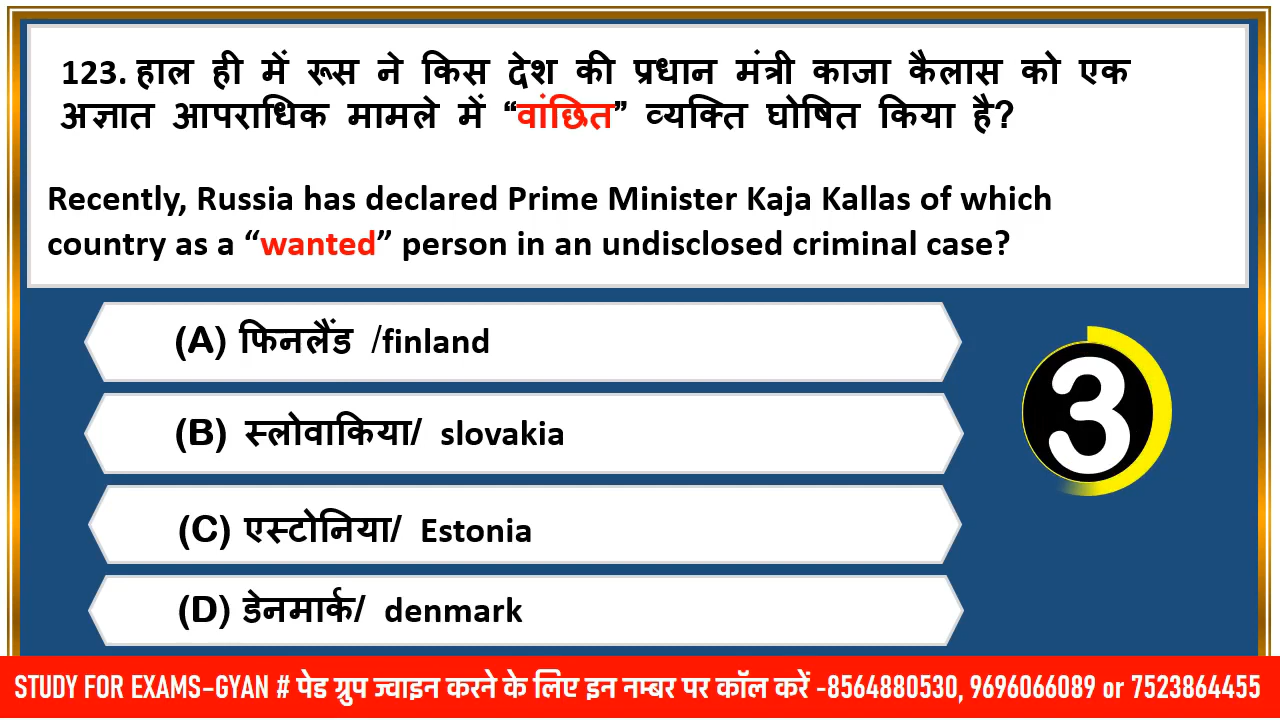 123. हाल ही में रूस ने किस देश की प्रधान मंत्री काजा कैलास को एक
अज्ञात आपराधिक मामले में “वांछित” व्यक्ति घोषित किया है?
Recently, Russia has declared Prime Minister Kaja Kallas of which
country as a “wanted” person in an undisclosed criminal case?
(A) फिनलैंड /finland
(B) स्लोवाकिया/ slovakia
3
(C) एस्टोनिया/ Estonia
(D) डेनमार्क/ denmark
STUDY FOR EXAMS-GYAN # पेड ग्रुप ज्वाइन करने के लिए इन नम्बर पर कॉल करें -8564880530, 9696066089 or 7523864455